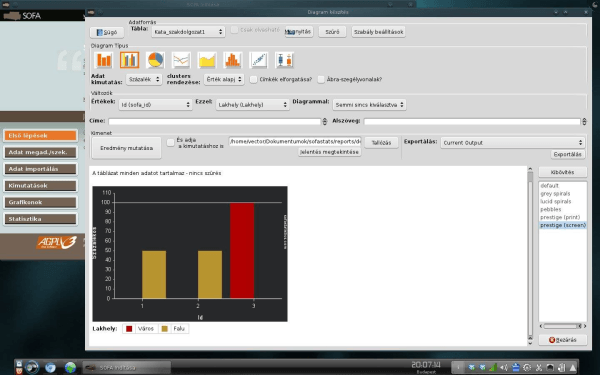 Diagram készítés
SOFA
Adatforrás
Súgó
Tábla:
Kata_szakdolgozat1
Csak olvasható
Szűrő
Szabály beállítások
Diagram Típus
Adat kimutatás:
Százalék
clusters rendezése:
Érték alapj
Címkék elforgatása?
Ábra-szegélyvonalak?
Változók
Értékek:
Id (sofa_id)
Ezzel:
Lakhely (Lakhely)
Diagrammal:
Semmi sincs kiválasztva
Címe:
Alszöveg:
Kimenet
Eredmény mutatása
És adja a kimutatáshoz is
/home/vector/Dokumentumok/sofastats/reports/de
Jelentés megtekintése
Tallózás
Exportálás:
Current Output
Exportálás
Első lépések
Adat megad./szek.
Adat importálás
Kimutatások
Grafikonok
Statisztika
AGPLv3
A táblázat minden adatot tartalmaz - nincs szűrés
110
100
90
80
70
60
50
40
30
20
10
0
1
2
3
Id
Lakhely:
Város
Falu
Kibővítés
default
grey spirals
lucid spirals
pebbles
prestige (print)
prestige (screen)
Bezárás
SOFA indítása
20:07:14
Budapest